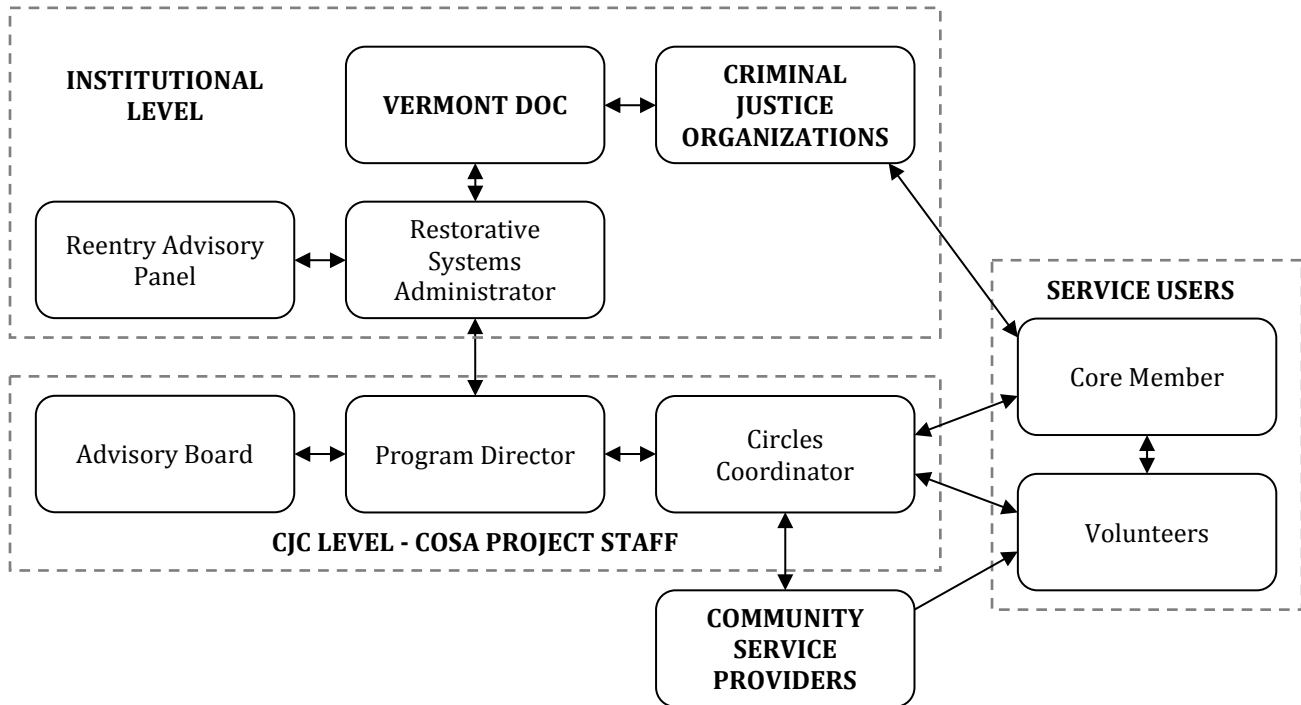 INSTITUTIONAL
LEVEL
VERMONT DOC
CRIMINAL
JUSTICE
ORGANIZATIONS
Reentry Advisory
Panel
Restorative
Systems
Administrator
SERVICE USERS
Core Member
Advisory Board
Program Director
Circles
Coordinator
Volunteers
CJC LEVEL - COSA PROJECT STAFF
COMMUNITY
SERVICE
PROVIDERS